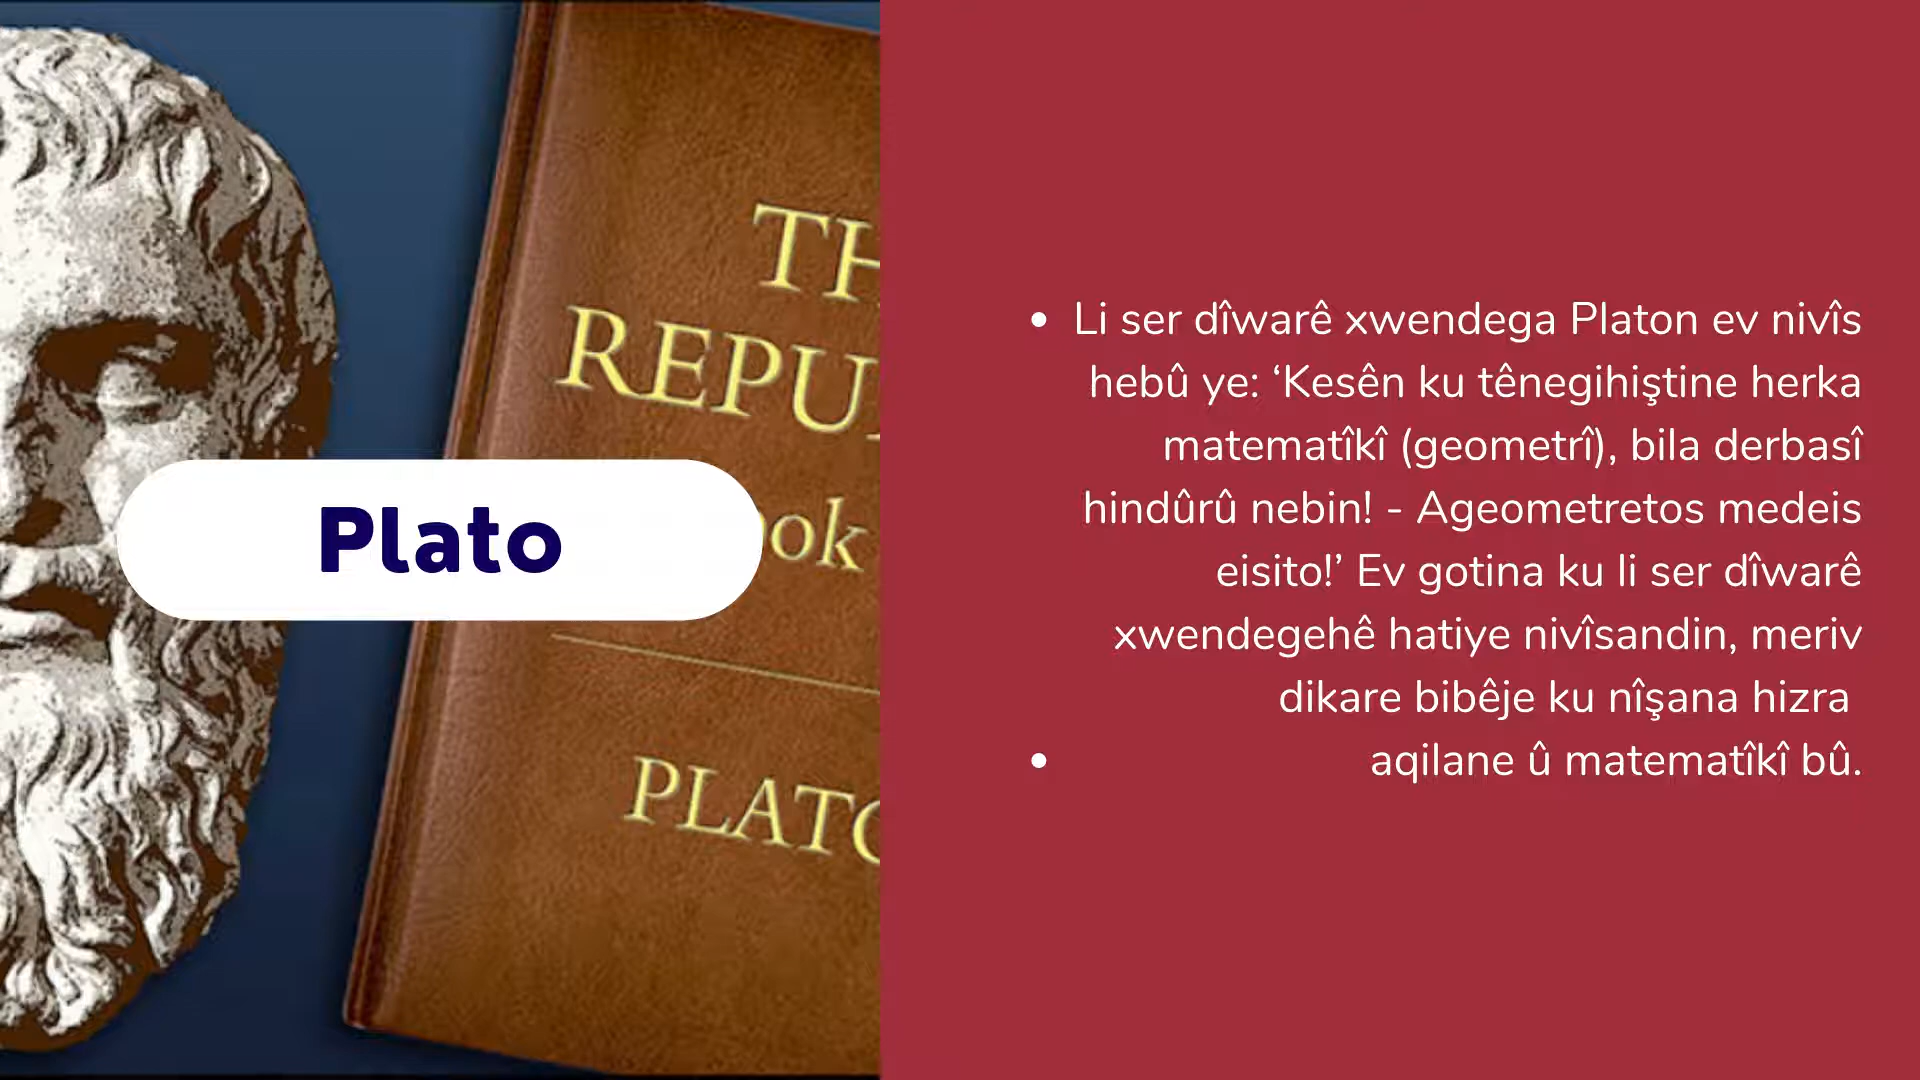 TH
REPU
ok
PLATO
Plato
• Li ser dîwarê xwendega Platon ev nivîs
hebû ye: ‘Kesên ku tênegihiştine herka
matematîkî (geometrî), bila derbasî
hindûrû nebin! - Ageometretos medeis
eisito!’ Ev gotina ku li ser dîwarê
xwendegehê hatiye nivîsandin, meriv
dikare bibêje ku nîşana hizra
• aqilane û matematîkî bû.